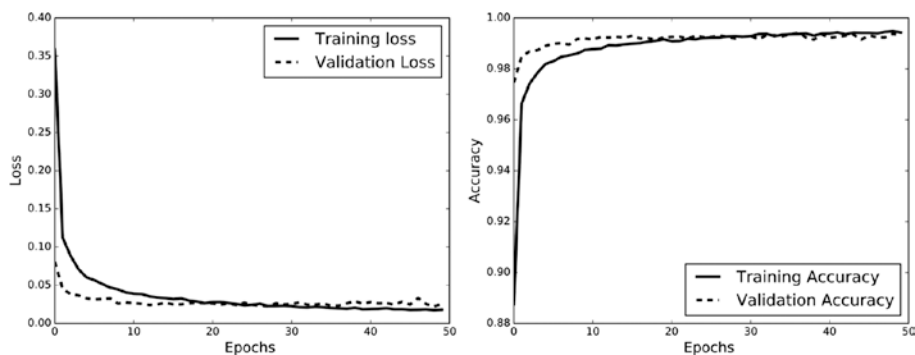 0.40
0.35
0.30
0.25
0.20
0.15
0.10
0.05
0.00
Loss
Training loss
Validation Loss
0 10 20 30 40 50
Epochs
1.00
0.98
0.96
0.94
0.92
0.90
0.88
Accuracy
Training Accuracy
Validation Accuracy
0 10 20 30 40 50
Epochs